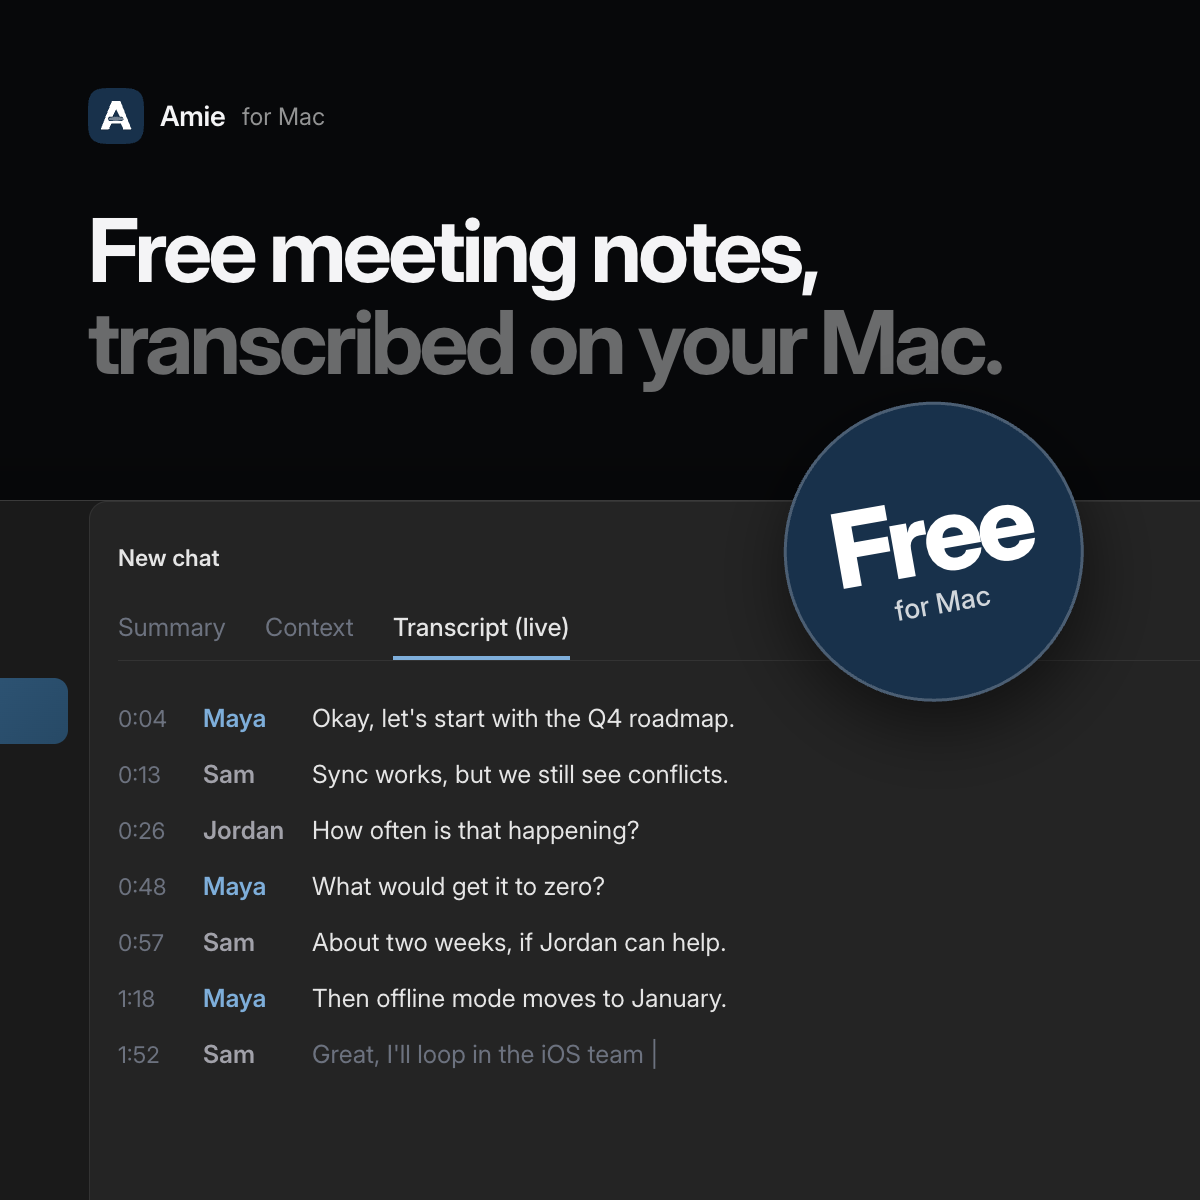 Amie for Mac
Free meeting notes,
transcribed on your Mac.
Free
for Mac
New chat
Summary Context Transcript (live)
0:04 Maya Okay, let's start with the Q4 roadmap.
0:13 Sam Sync works, but we still see conflicts.
0:26 Jordan How often is that happening?
0:48 Maya What would get it to zero?
0:57 Sam About two weeks, if Jordan can help.
1:18 Maya Then offline mode moves to January.
1:52 Sam Great, I'll loop in the iOS team